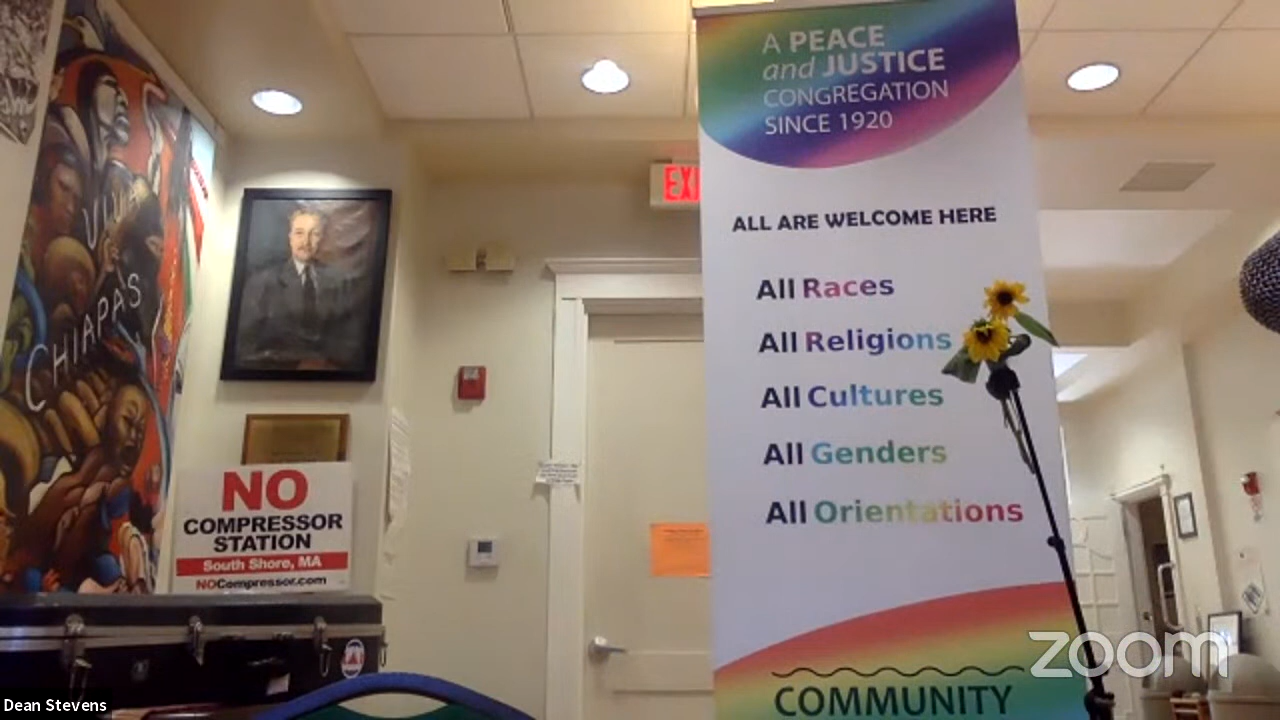 VIVA
CHIAPAS
NO
COMPRESSOR
STATION
South Shore, MA
NOCompressor.com
EXI
A PEACE
and JUSTICE
CONGREGATION
SINCE 1920
ALL ARE WELCOME HERE
All Races
All Religions
All Cultures
All Genders
All Orientations
COMMUNITY
zoom
Dean Stevens